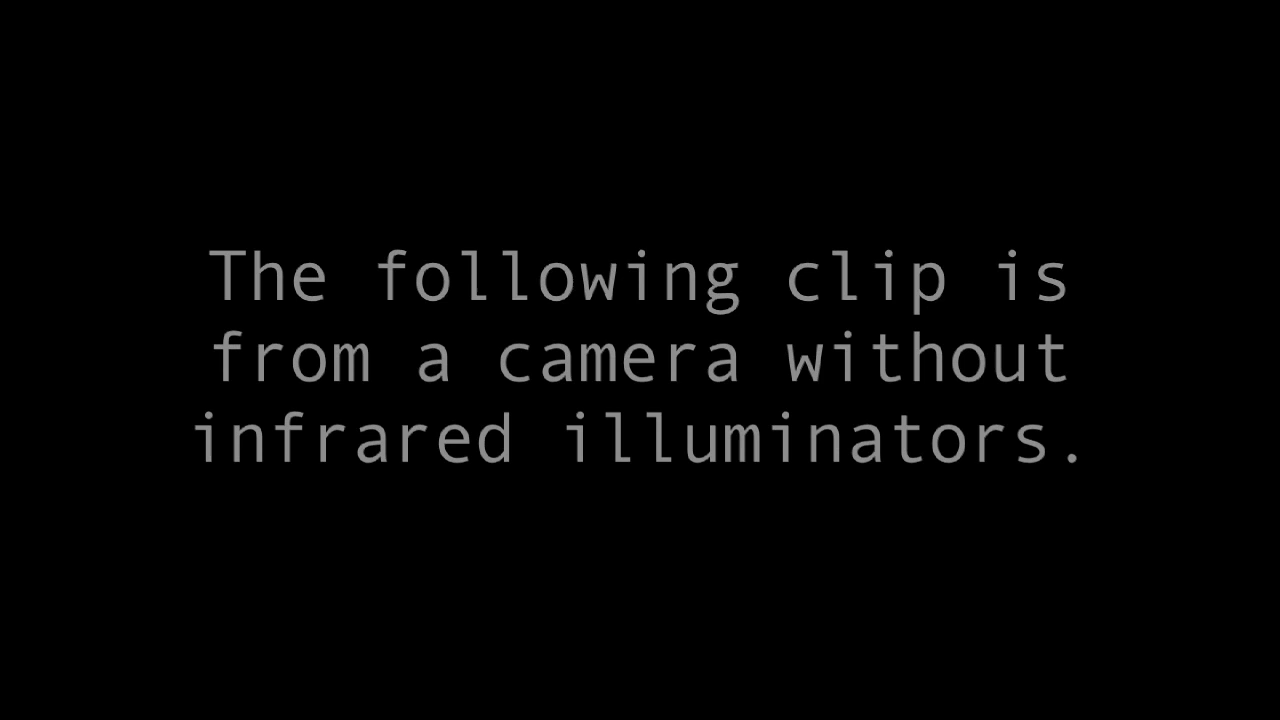 The following clip is
from a camera without
infrared illuminators.